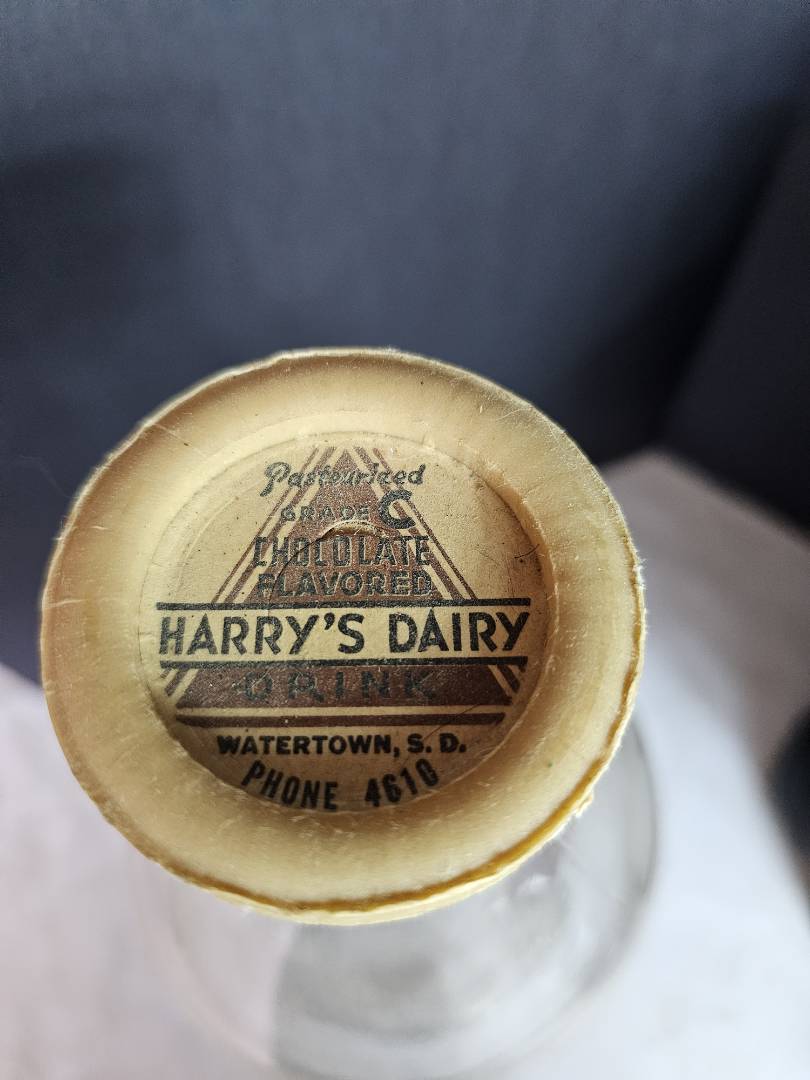 Pasteurized
GRADE C
CHOCOLATE
FLAVORED
HARRY'S DAIRY
DRINK
WATERTOWN, S. D.
PHONE 4610